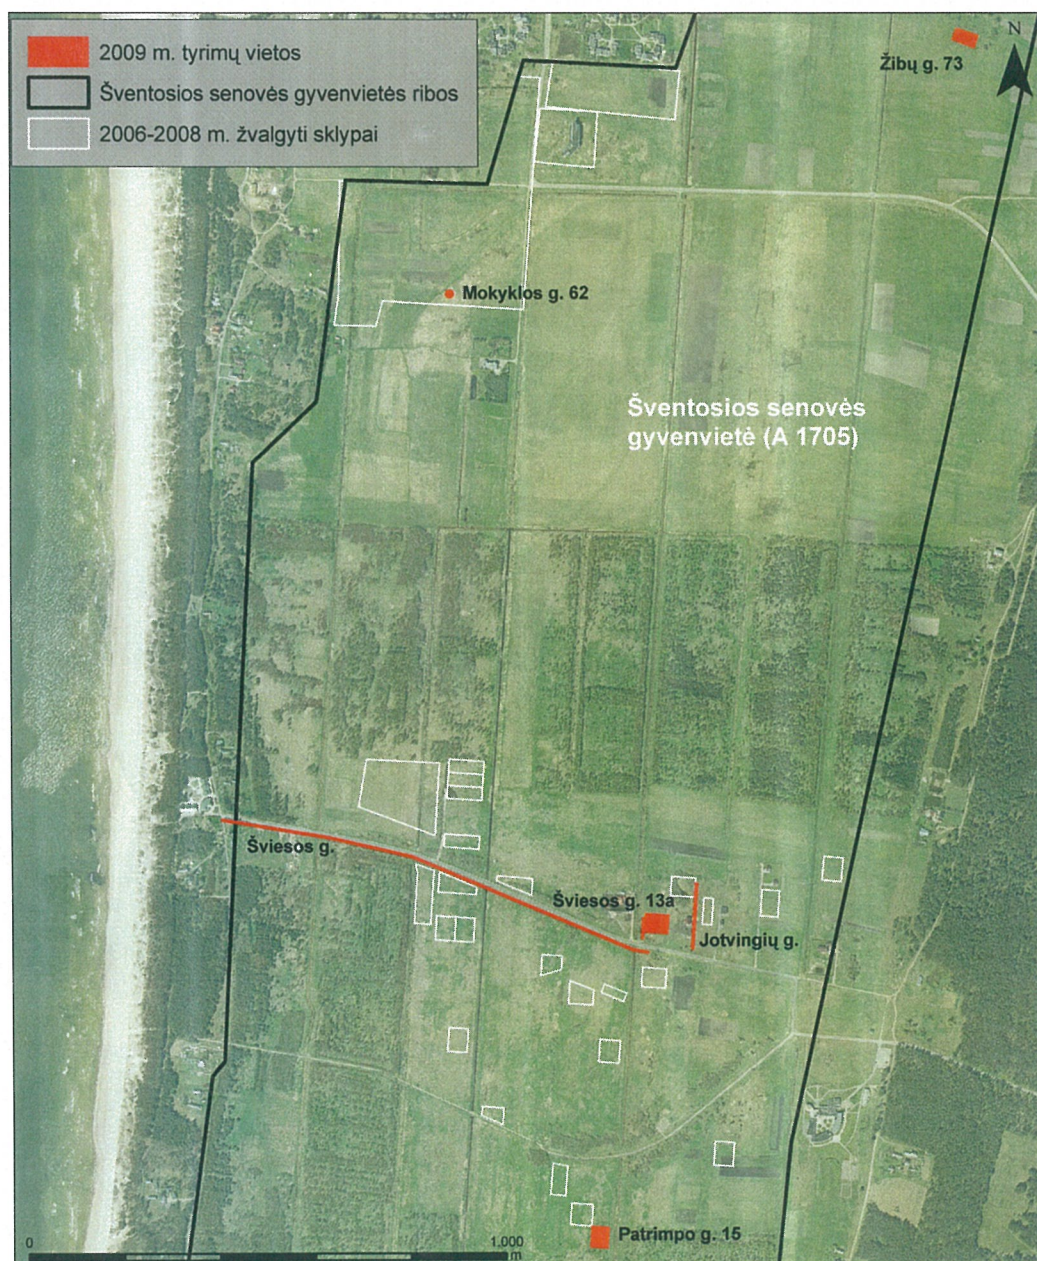 2009 m. tyrimų vietos
Šventosios senovės gyvenvietės ribos
2006-2008 m. žvalgyti sklypai
N
Žibų g. 73
Mokyklos g. 62
Šventosios senovės
gyvenvietė (A 1705)
Šviesos g.
Šviesos g. 13a
Jotvingių g.
Patrimpo g. 15
0
1,000
m